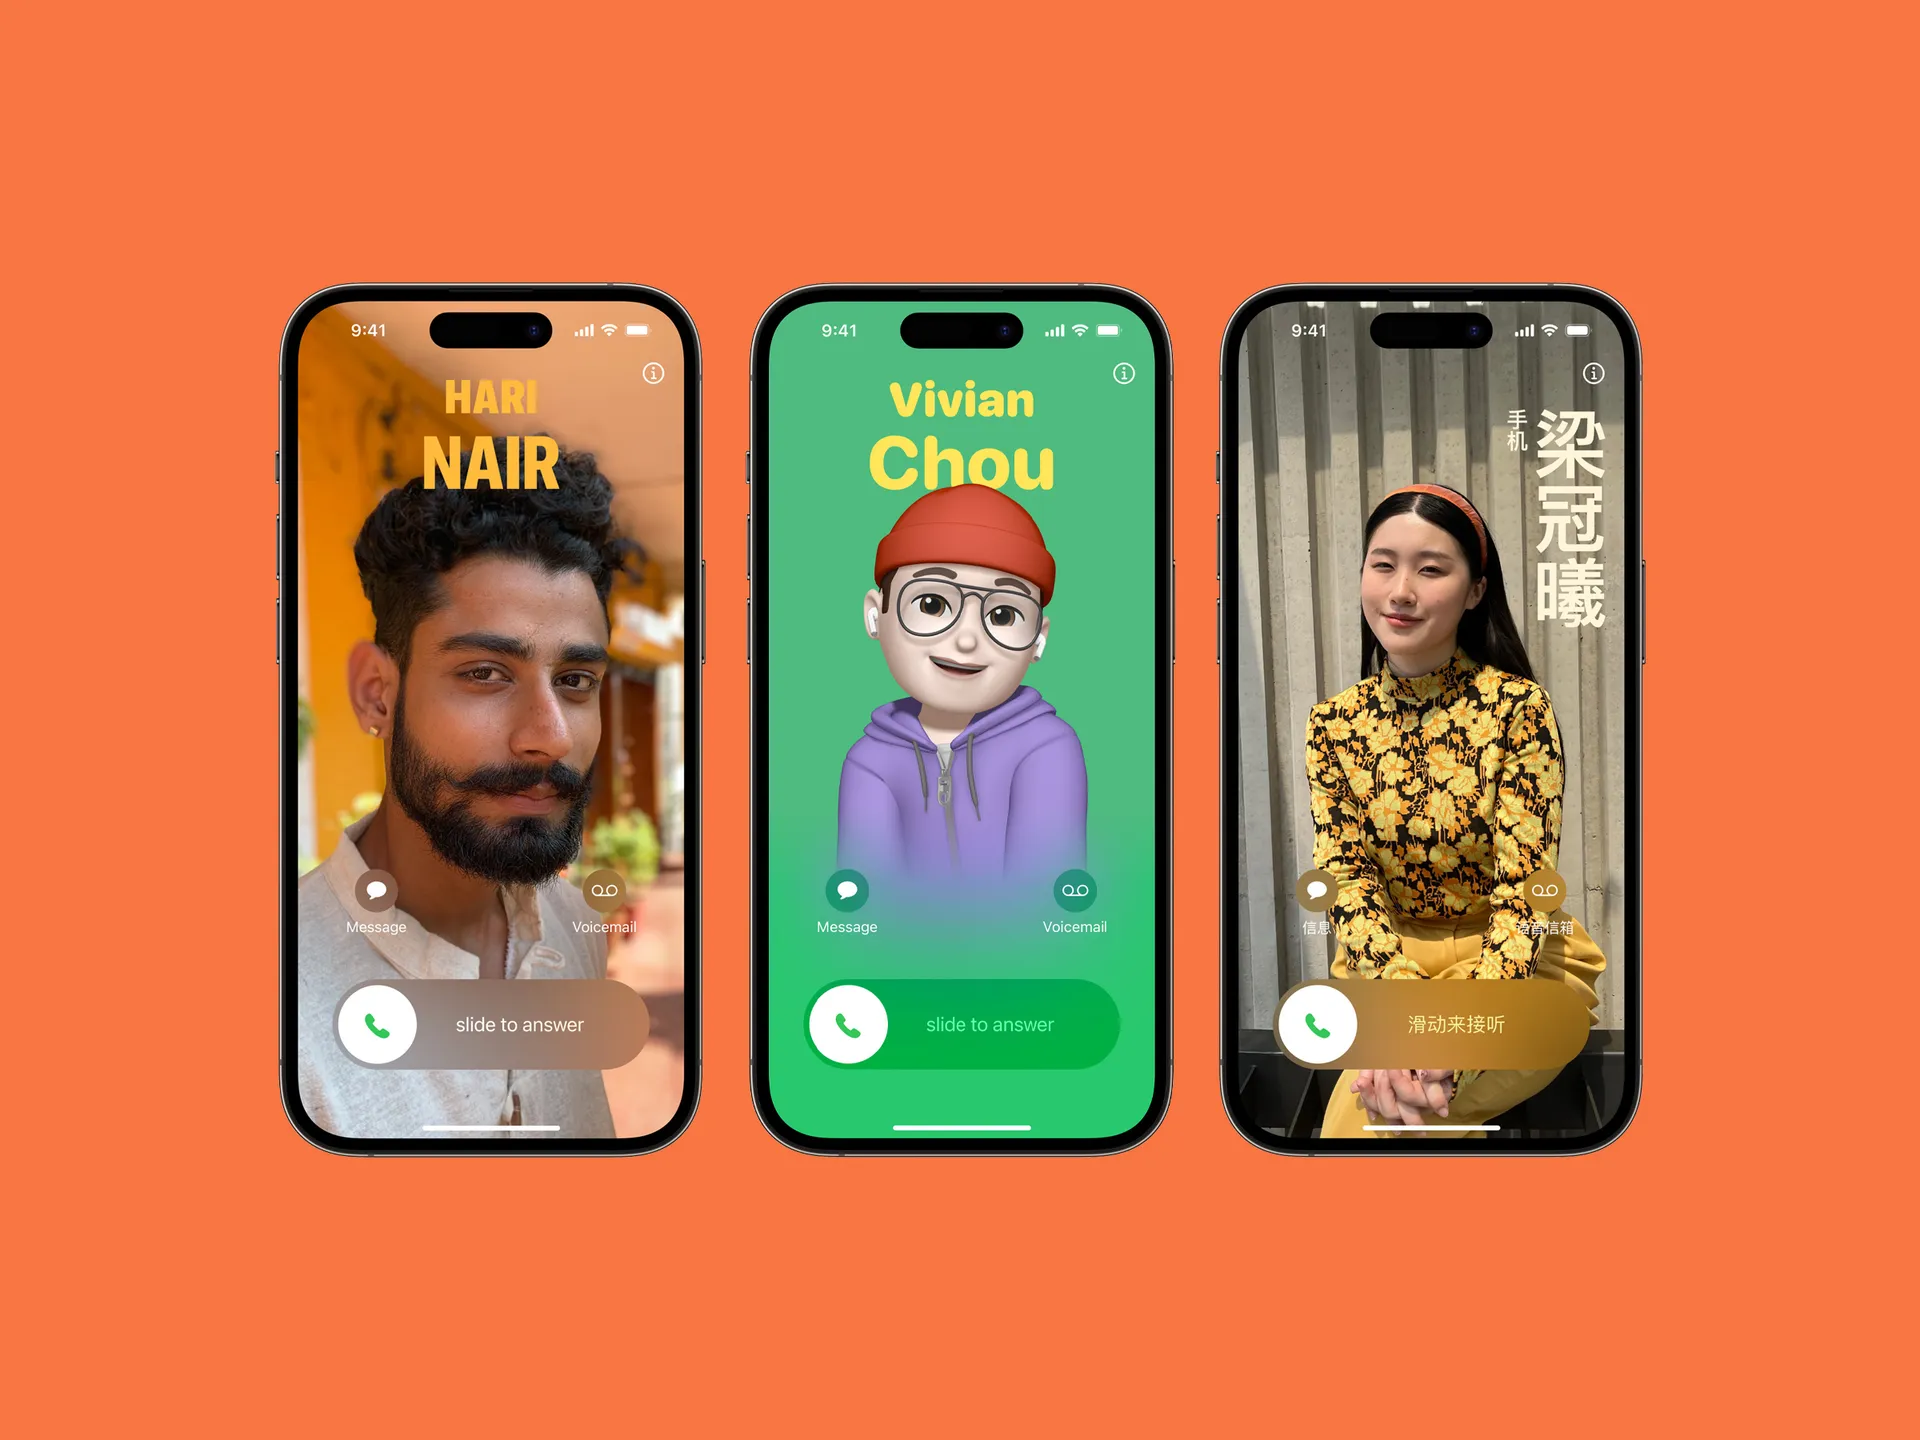 9:41
HARI
NAIR
Message
Voicemail
slide to answer
9:41
Vivian
Chou
Message
Voicemail
slide to answer
9:41
梁冠曦
手机
信息
语音信箱
滑动来接听